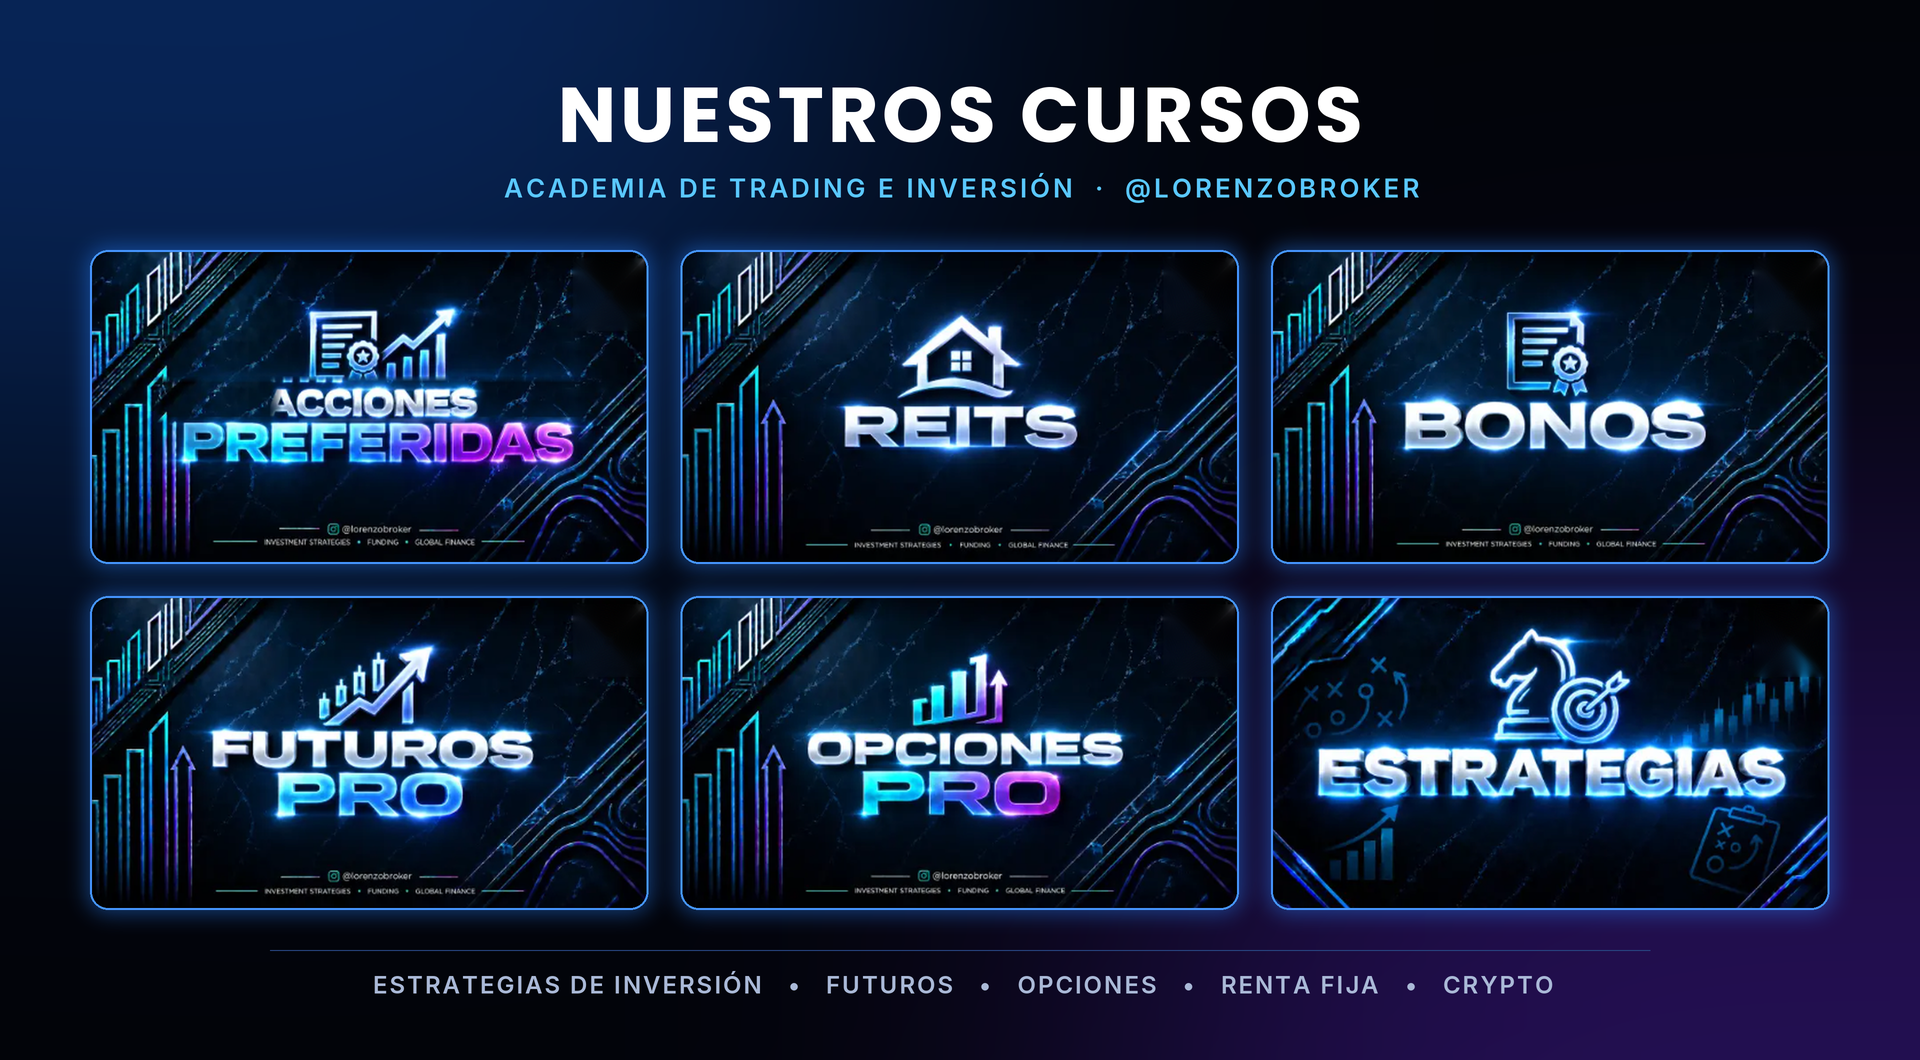 NUESTROS CURSOS
ACADEMIA DE TRADING E INVERSIÓN · @LORENZOBROKER
ACCIONES
PREFERIDAS
@lorenzobroker
INVESTMENT STRATEGIES • FUNDING • GLOBAL FINANCE
REITS
@lorenzobroker
INVESTMENT STRATEGIES • FUNDING • GLOBAL FINANCE
BONOS
@lorenzobroker
INVESTMENT STRATEGIES • FUNDING • GLOBAL FINANCE
FUTUROS
PRO
@lorenzobroker
INVESTMENT STRATEGIES • FUNDING • GLOBAL FINANCE
OPCIONES
PRO
@lorenzobroker
INVESTMENT STRATEGIES • FUNDING • GLOBAL FINANCE
ESTRATEGIAS
ESTRATEGIAS DE INVERSIÓN • FUTUROS • OPCIONES • RENTA FIJA • CRYPTO